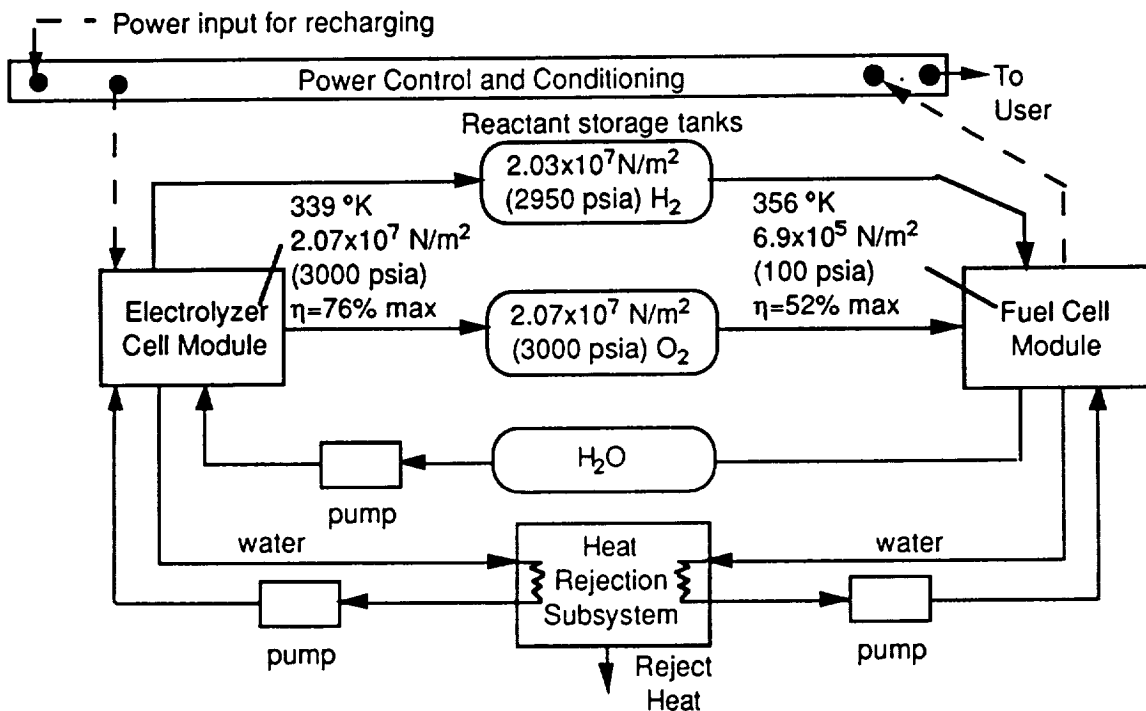 Power input for recharging
Power Control and Conditioning
To
User
Reactant storage tanks
2.03x10⁷N/m²
(2950 psia) H₂
339 °K
2.07x10⁷ N/m²
(3000 psia)
η=76% max
356 °K
6.9x10⁵ N/m²
(100 psia)
η=52% max
Electrolyzer
Cell Module
2.07x10⁷ N/m²
(3000 psia) O₂
Fuel Cell
Module
H₂O
pump
water
Heat
Rejection
Subsystem
water
pump
pump
Reject
Heat